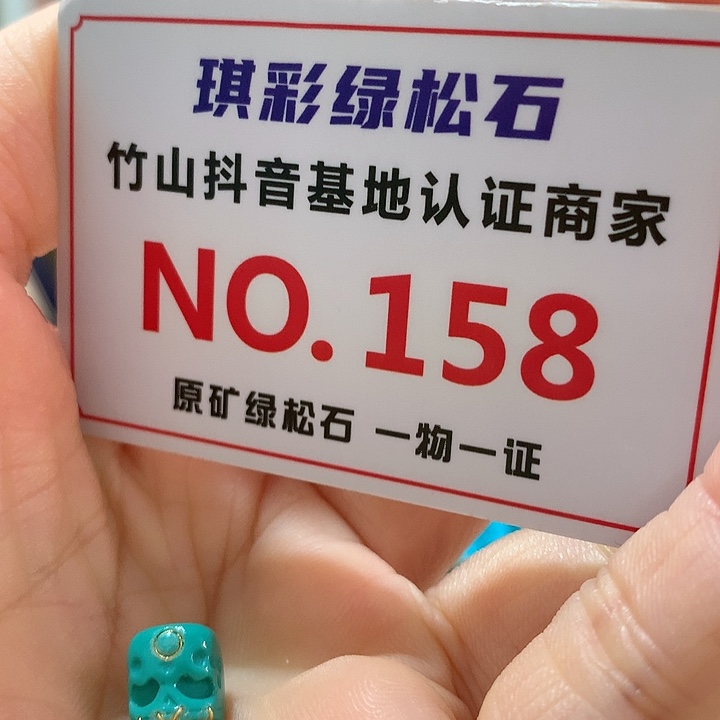 琪彩绿松石
竹山抖音基地认证商家
NO.158
原矿绿松石 一物一证